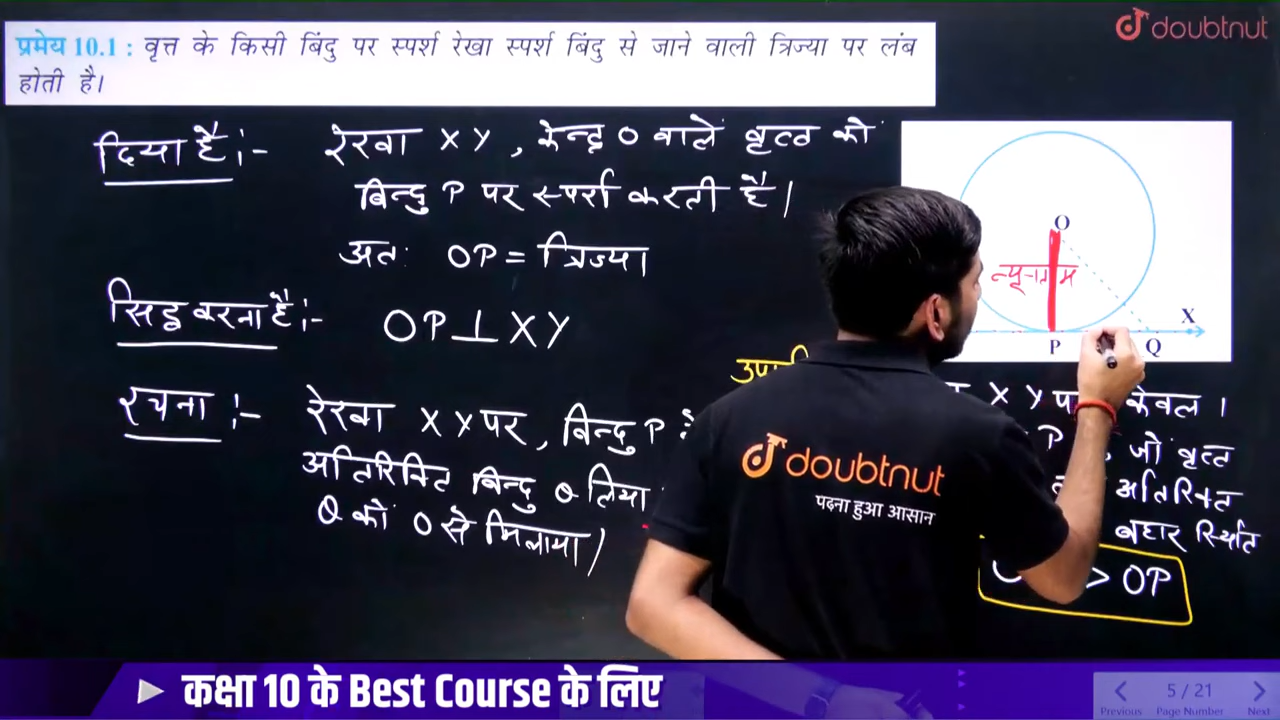 प्रमेय 10.1 : वृत्त के किसी बिंदु पर स्पर्श रेखा स्पर्श बिंदु से जाने वाली त्रिज्या पर लंब
होती है।
doubtnut
दिया है:- रेखा XY, केन्द्र O वाले वृत्त को
बिन्दु P पर स्पर्श करती है।
अतः OP = त्रिज्या
सिद्ध करना है:- OP⊥XY
रचना :- रेखा XY पर, बिन्दु P
अतिरिक्त बिन्दु Q लिया
Q को O से मिलाया।
O
न्यूनतम
P
Q
X
XY प केवल
P जो वृत्त
अतिरिक्त
बहार स्थित
> OP
doubtnut
पढ़ना हुआ आसान
कक्षा 10 के Best Course के लिए
5 / 21
Previous Page Number Next